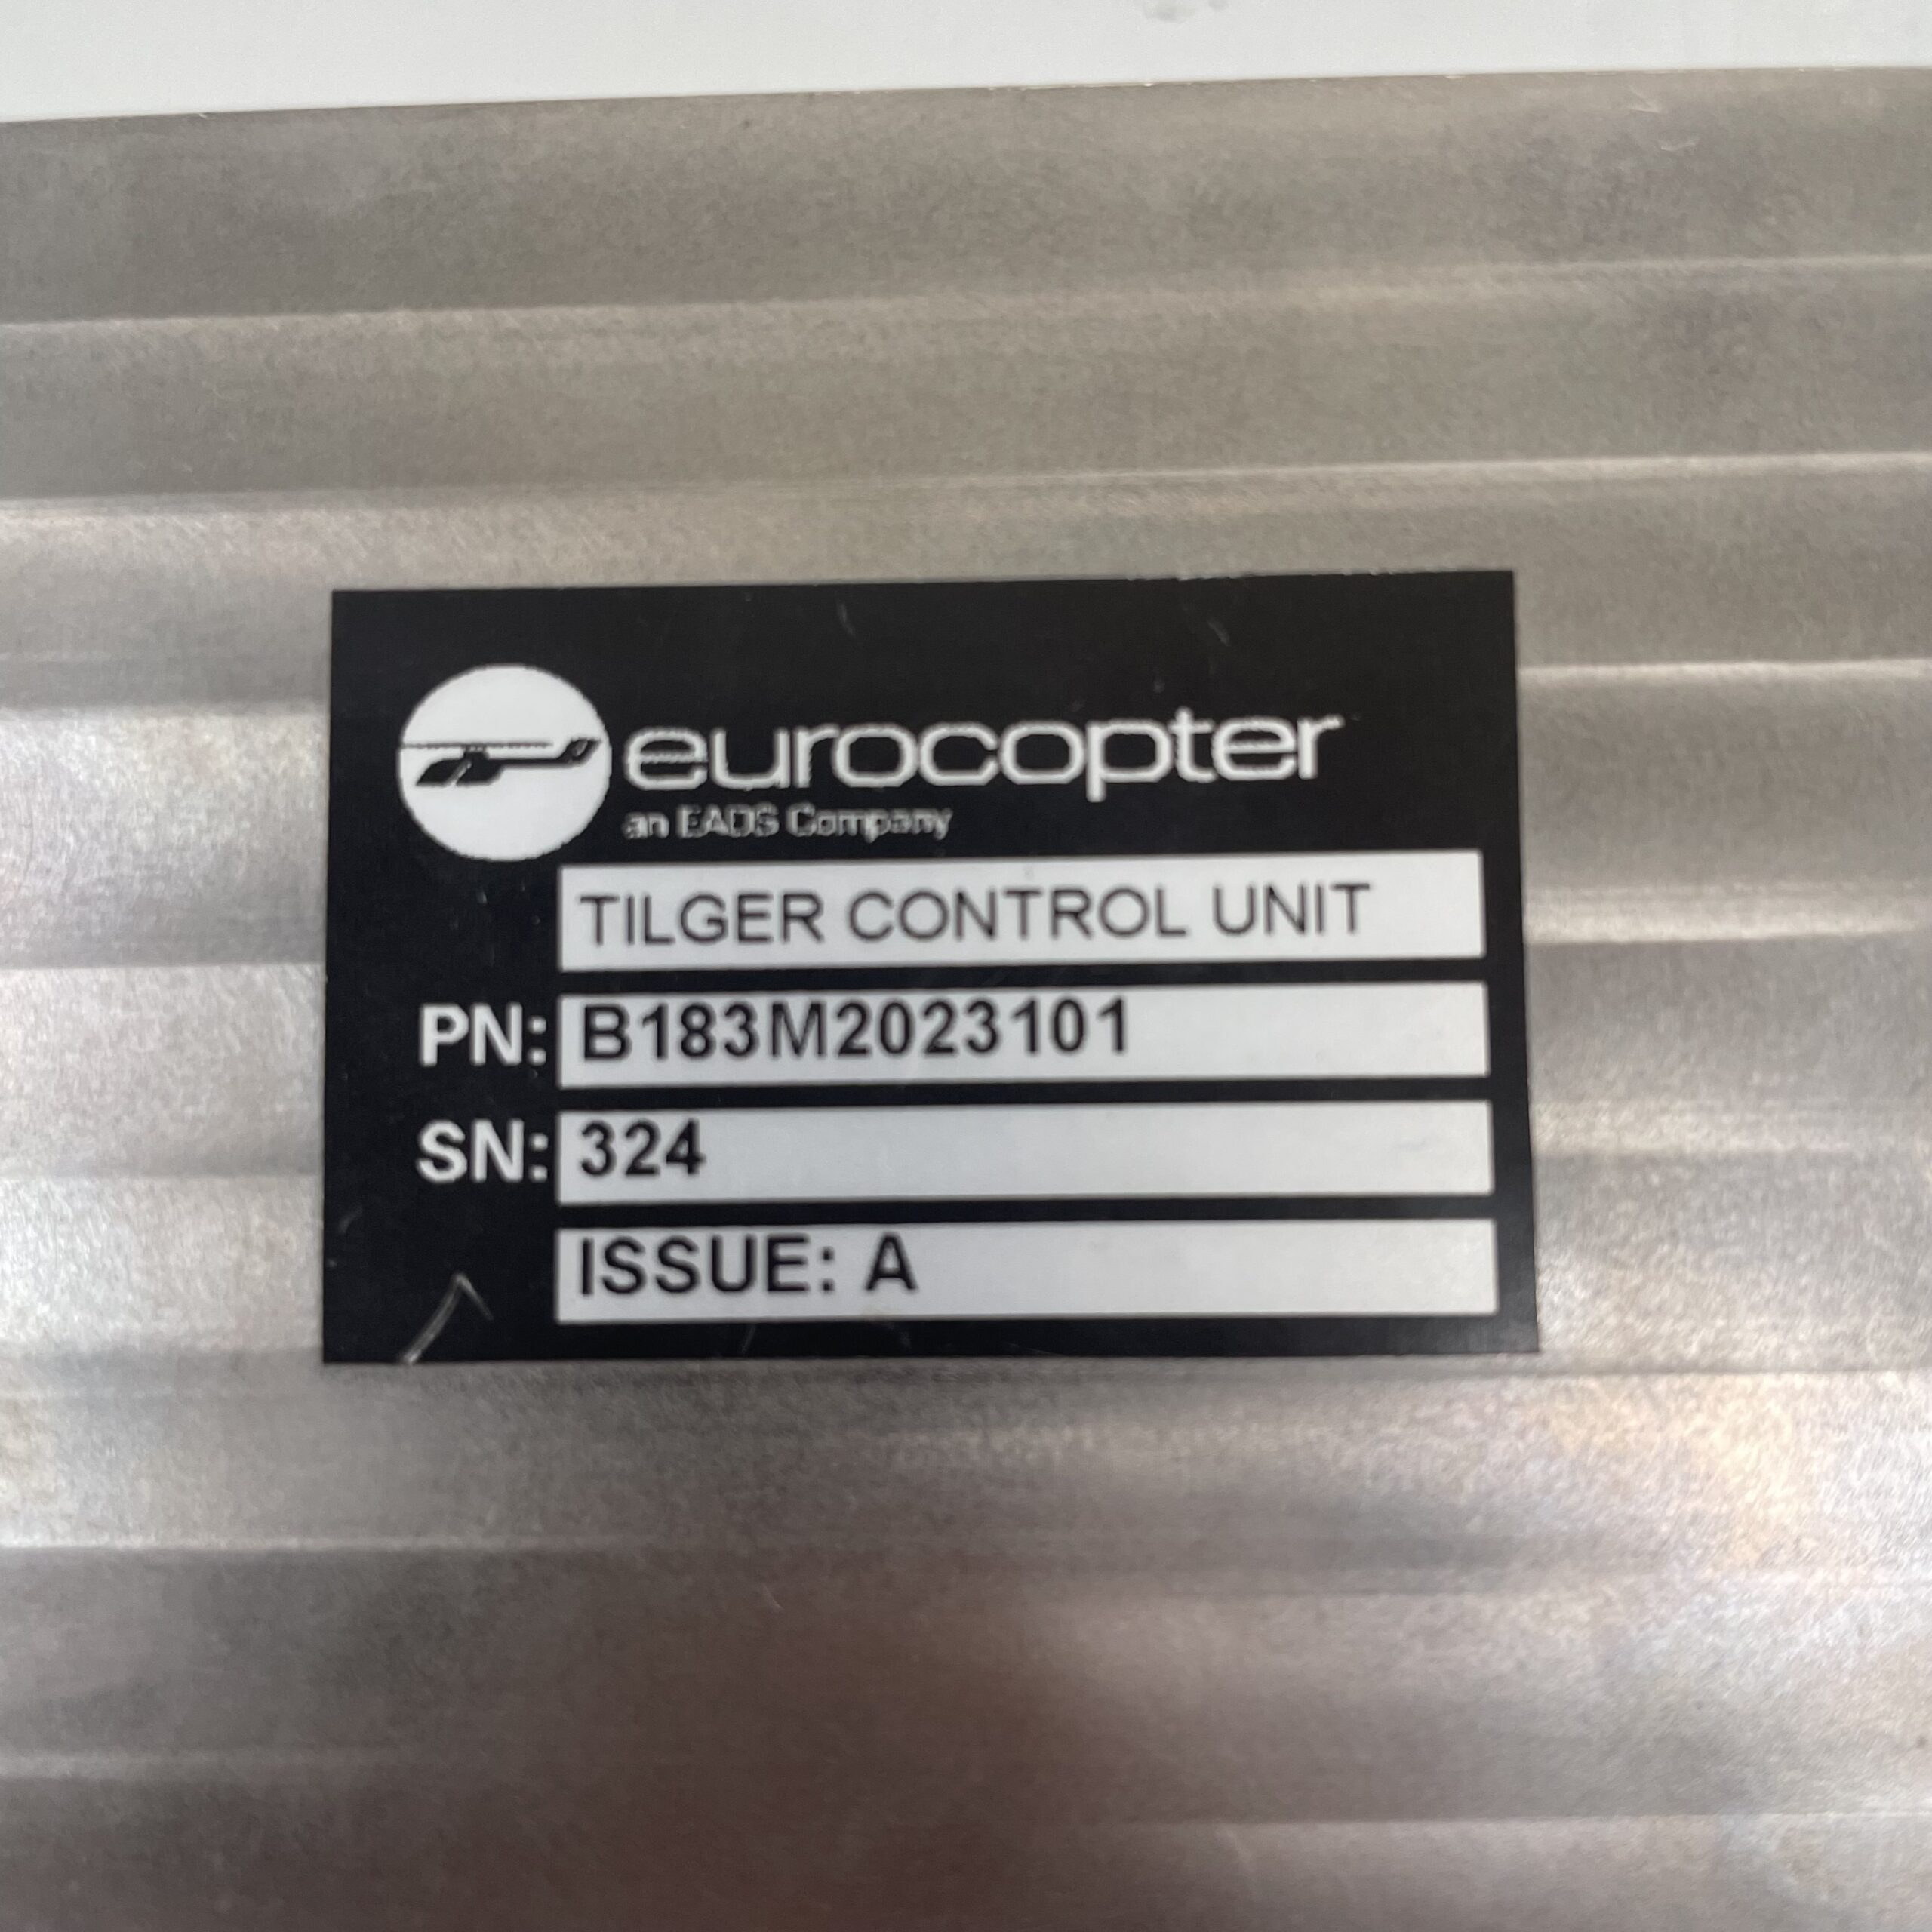 eurocopter
an EADS Company
TILGER CONTROL UNIT
PN: B183M2023101
SN: 324
ISSUE: A